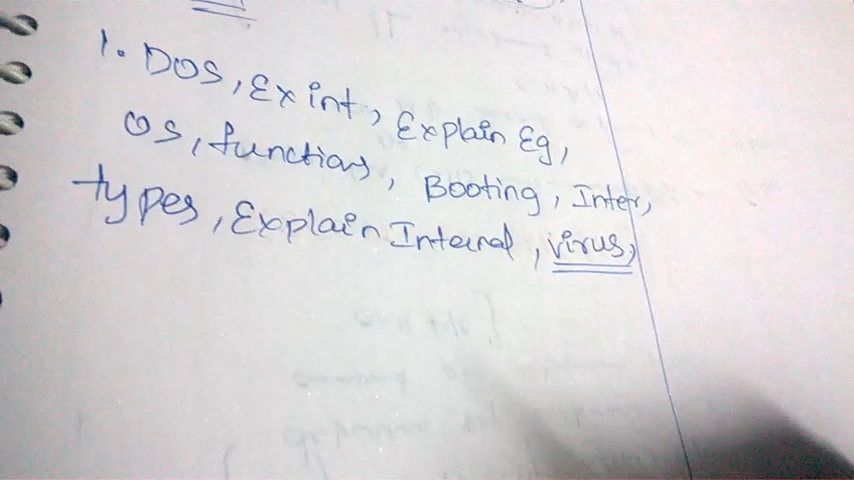 1. DOS, Ex int, Explain Eg,
OS, functions, Booting, Inter,
types, Explain Internal, virus,